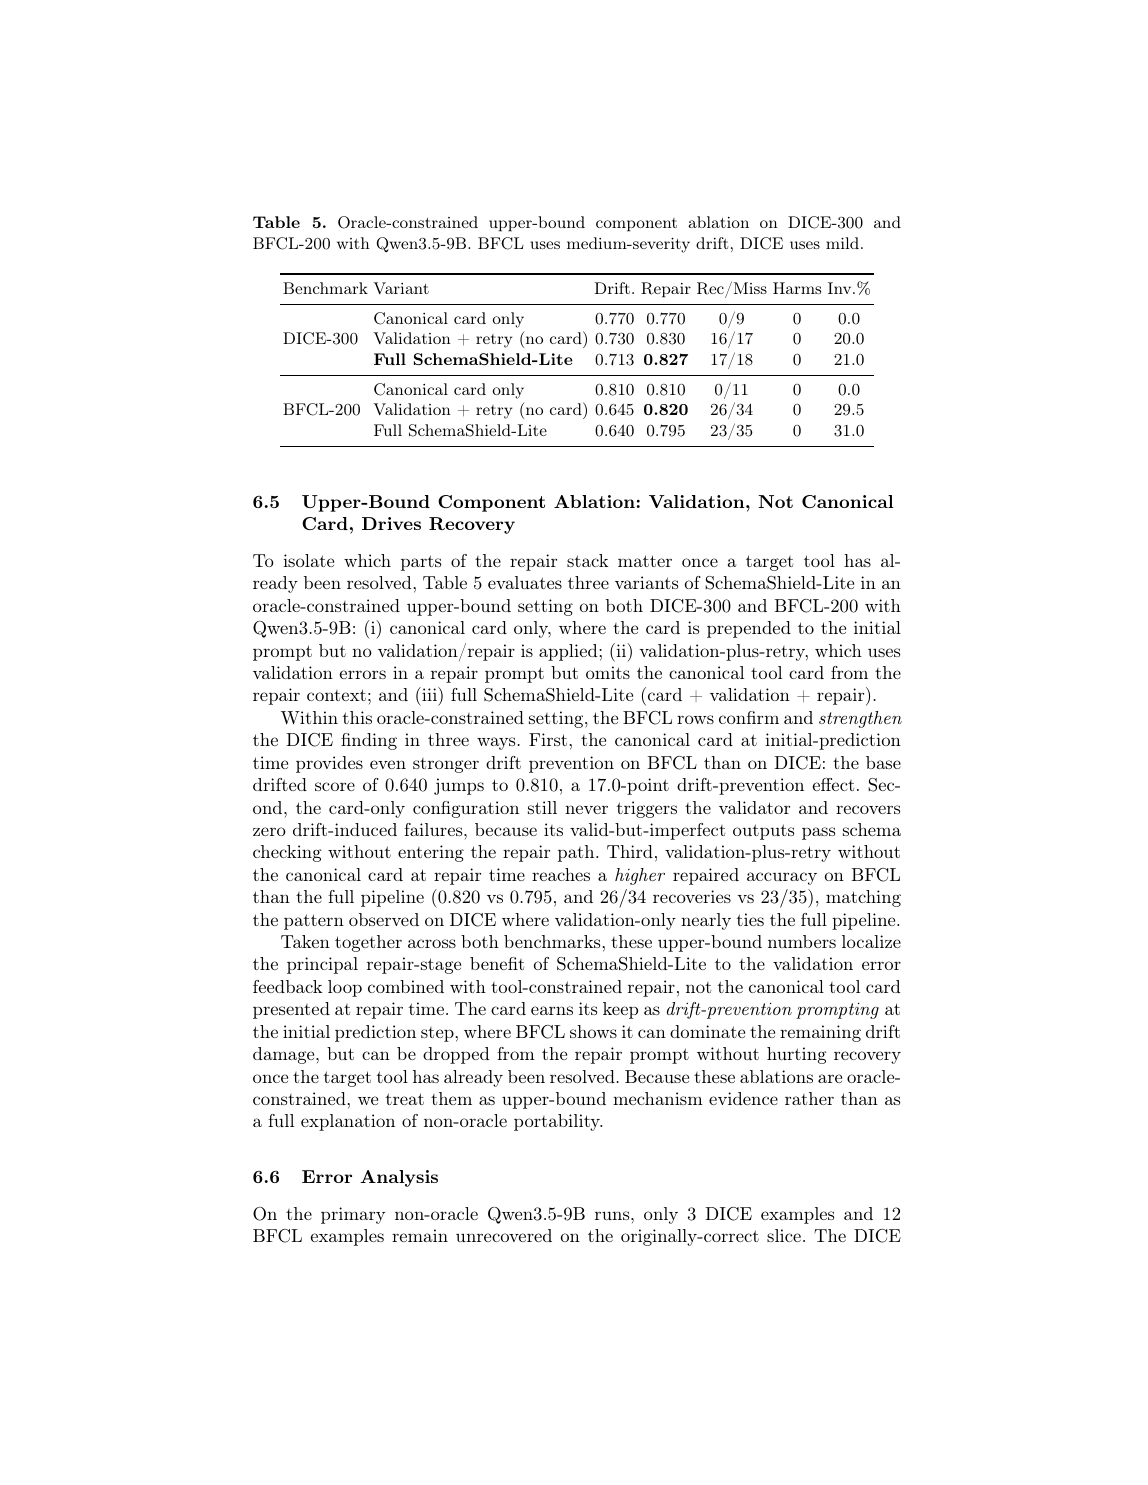 Table 5. Oracle-constrained upper-bound component ablation on DICE-300 and
BFCL-200 with Qwen3.5-9B. BFCL uses medium-severity drift, DICE uses mild.
Benchmark Variant Drift. Repair Rec/Miss Harms Inv.%
Canonical card only 0.770 0.770 0/9 0 0.0
DICE-300 Validation + retry (no card) 0.730 0.830 16/17 0 20.0
Full SchemaShield-Lite 0.713 0.827 17/18 0 21.0
Canonical card only 0.810 0.810 0/11 0 0.0
BFCL-200 Validation + retry (no card) 0.645 0.820 26/34 0 29.5
Full SchemaShield-Lite 0.640 0.795 23/35 0 31.0
6.5 Upper-Bound Component Ablation: Validation, Not Canonical
Card, Drives Recovery
To isolate which parts of the repair stack matter once a target tool has al-
ready been resolved, Table 5 evaluates three variants of SchemaShield-Lite in an
oracle-constrained upper-bound setting on both DICE-300 and BFCL-200 with
Qwen3.5-9B: (i) canonical card only, where the card is prepended to the initial
prompt but no validation/repair is applied; (ii) validation-plus-retry, which uses
validation errors in a repair prompt but omits the canonical tool card from the
repair context; and (iii) full SchemaShield-Lite (card + validation + repair).
Within this oracle-constrained setting, the BFCL rows confirm and strengthen
the DICE finding in three ways. First, the canonical card at initial-prediction
time provides even stronger drift prevention on BFCL than on DICE: the base
drifted score of 0.640 jumps to 0.810, a 17.0-point drift-prevention effect. Sec-
ond, the card-only configuration still never triggers the validator and recovers
zero drift-induced failures, because its valid-but-imperfect outputs pass schema
checking without entering the repair path. Third, validation-plus-retry without
the canonical card at repair time reaches a higher repaired accuracy on BFCL
than the full pipeline (0.820 vs 0.795, and 26/34 recoveries vs 23/35), matching
the pattern observed on DICE where validation-only nearly ties the full pipeline.
Taken together across both benchmarks, these upper-bound numbers localize
the principal repair-stage benefit of SchemaShield-Lite to the validation error
feedback loop combined with tool-constrained repair, not the canonical tool card
presented at repair time. The card earns its keep as drift-prevention prompting at
the initial prediction step, where BFCL shows it can dominate the remaining drift
damage, but can be dropped from the repair prompt without hurting recovery
once the target tool has already been resolved. Because these ablations are oracle-
constrained, we treat them as upper-bound mechanism evidence rather than as
a full explanation of non-oracle portability.
6.6 Error Analysis
On the primary non-oracle Qwen3.5-9B runs, only 3 DICE examples and 12
BFCL examples remain unrecovered on the originally-correct slice. The DICE